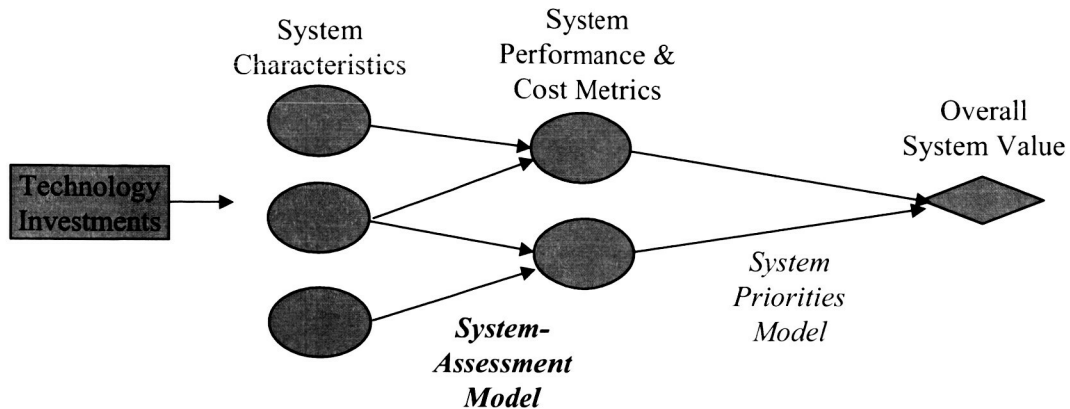 System
Characteristics
System
Performance &
Cost Metrics
Overall
System Value
Technology
Investments
System-
Assessment
Model
System
Priorities
Model